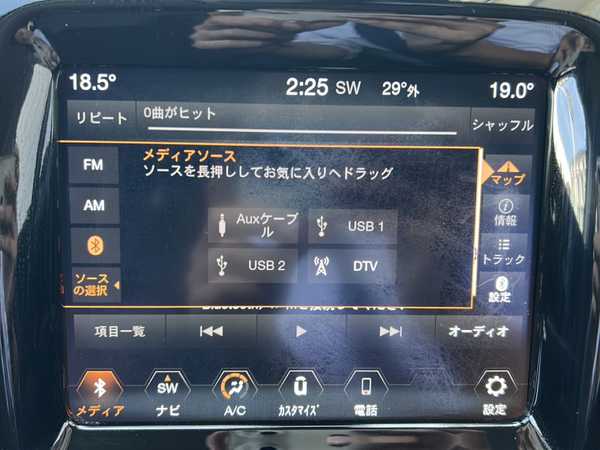 18.5°
2:25 SW
29°外
19.0°
リピート
0曲がヒット
シャッフル
メディアソース
ソースを長押ししてお気に入りへドラッグ
FM
AM
ソース
の選択
Auxケーブ
ル
USB 1
USB 2
DTV
マップ
情報
トラック
設定
項目一覧
オーディオ
メディア
SW
ナビ
A/C
ｶｽﾀﾏｲｽﾞ
電話
設定